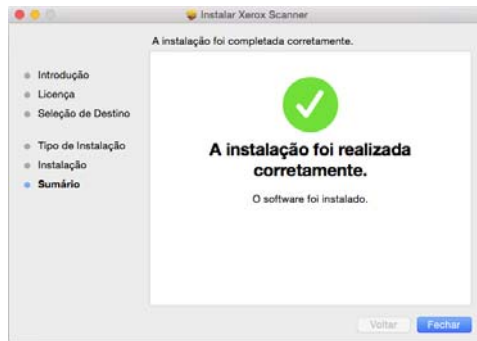 Instalar Xerox Scanner
A instalação foi completada corretamente.
Introdução
Licença
Seleção de Destino
Tipo de Instalação
Instalação
Sumário
A instalação foi realizada
corretamente.
O software foi instalado.
Voltar
Fechar